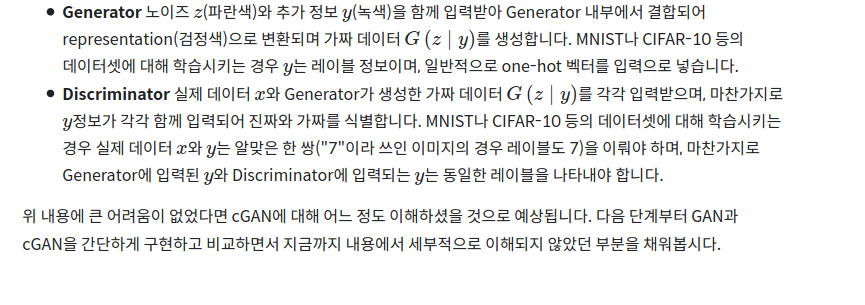 • Generator 노이즈 z(파란색)와 추가 정보 y(녹색)을 함께 입력받아 Generator 내부에서 결합되어
representation(검정색)으로 변환되며 가짜 데이터 G (z | y)를 생성합니다. MNIST나 CIFAR-10 등의
데이터셋에 대해 학습시키는 경우 y는 레이블 정보이며, 일반적으로 one-hot 벡터를 입력으로 넣습니다.
• Discriminator 실제 데이터 x와 Generator가 생성한 가짜 데이터 G (z | y)를 각각 입력받으며, 마찬가지로
y정보가 각각 함께 입력되어 진짜와 가짜를 식별합니다. MNIST나 CIFAR-10 등의 데이터셋에 대해 학습시키는
경우 실제 데이터 x와 y는 알맞은 한 쌍("7"이라 쓰인 이미지의 경우 레이블도 7)을 이뤄야 하며, 마찬가지로
Generator에 입력된 y와 Discriminator에 입력되는 y는 동일한 레이블을 나타내야 합니다.
위 내용에 큰 어려움이 없었다면 cGAN에 대해 어느 정도 이해하셨을 것으로 예상됩니다. 다음 단계부터 GAN과
cGAN을 간단하게 구현하고 비교하면서 지금까지 내용에서 세부적으로 이해되지 않았던 부분을 채워봅시다.